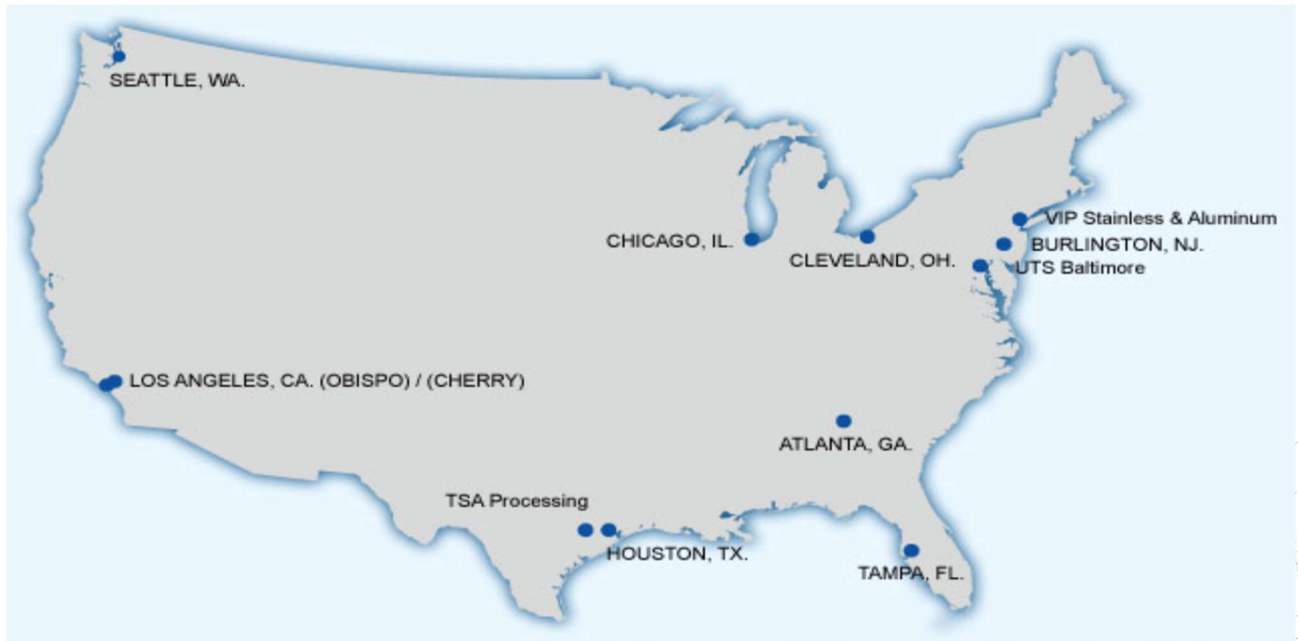 SEATTLE, WA.
VIP Stainless & Aluminum
CHICAGO, IL.
BURLINGTON, NJ.
CLEVELAND, OH.
UTS Baltimore
LOS ANGELES, CA. (OBISPO) / (CHERRY)
ATLANTA, GA.
TSA Processing
HOUSTON, TX.
TAMPA, FL.